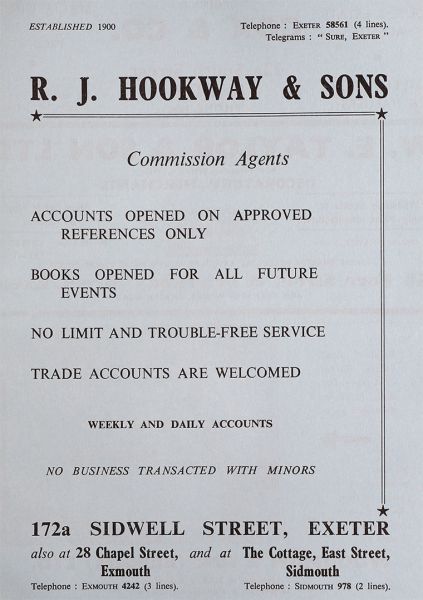 ESTABLISHED 1900
Telephone : EXETER 58561 (4 lines).
Telegrams : " SURE, EXETER "
R. J. HOOKWAY & SONS
Commission Agents
ACCOUNTS OPENED ON APPROVED
REFERENCES ONLY
BOOKS OPENED FOR ALL FUTURE
EVENTS
NO LIMIT AND TROUBLE-FREE SERVICE
TRADE ACCOUNTS ARE WELCOMED
WEEKLY AND DAILY ACCOUNTS
NO BUSINESS TRANSACTED WITH MINORS
172a SIDWELL STREET, EXETER
also at 28 Chapel Street, and at The Cottage, East Street,
Exmouth Sidmouth
Telephone : EXMOUTH 4242 (3 lines). Telephone : SIDMOUTH 978 (2 lines).